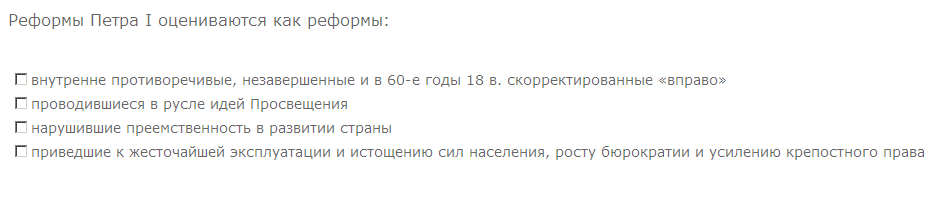 Реформы Петра I оцениваются как реформы:
внутренне противоречивые, незавершенные и в 60-е годы 18 в. скорректированные «вправо»
проводившиеся в русле идей Просвещения
нарушившие преемственность в развитии страны
приведшие к жесточайшей эксплуатации и истощению сил населения, росту бюрократии и усилению крепостного права